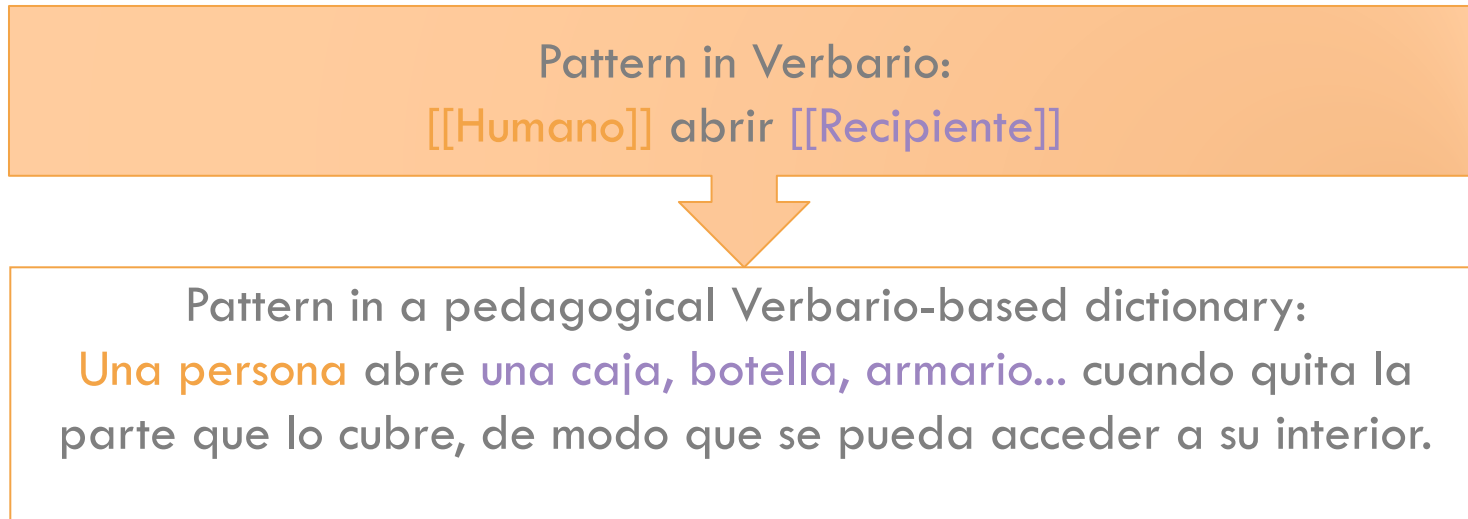 Pattern in Verbario:
[[Humano]] abrir [[Recipiente]]
Pattern in a pedagogical Verbario-based dictionary:
Una persona abre una caja, botella, armario... cuando quita la
parte que lo cubre, de modo que se pueda acceder a su interior.